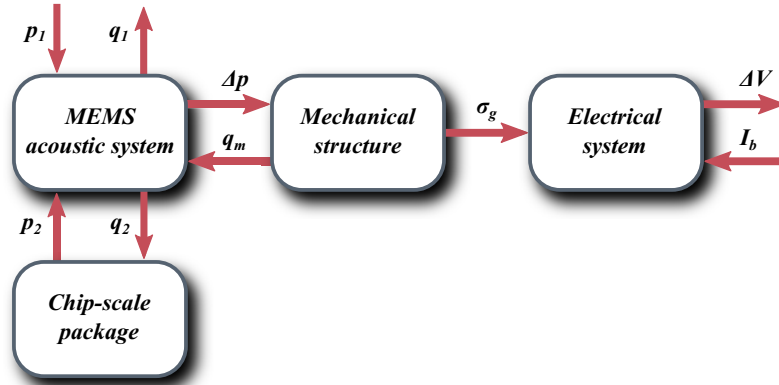 p1
q1
MEMS
acoustic system
Δp
qm
Mechanical
structure
σg
Electrical
system
ΔV
Ib
p2
q2
Chip-scale
package